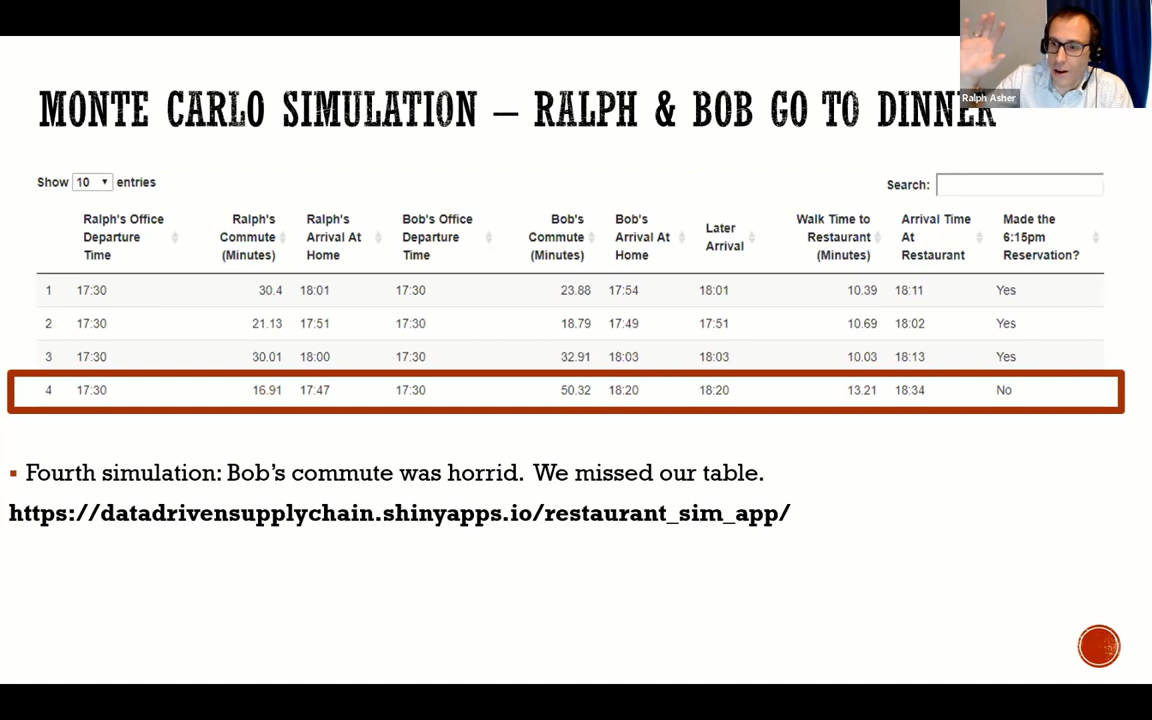 Ralph Asher
MONTE CARLO SIMULATION – RALPH & BOB GO TO DINNER
Show 10 entries
Search:
Ralph's Office Departure Time
Ralph's Commute (Minutes)
Ralph's Arrival At Home
Bob's Office Departure Time
Bob's Commute (Minutes)
Bob's Arrival At Home
Later Arrival
Walk Time to Restaurant (Minutes)
Arrival Time At Restaurant
Made the 6:15pm Reservation?
1 17:30 30.4 18:01 17:30 23.88 17:54 18:01 10.39 18:11 Yes
2 17:30 21.13 17:51 17:30 18.79 17:49 17:51 10.69 18:02 Yes
3 17:30 30.01 18:00 17:30 32.91 18:03 18:03 10.03 18:13 Yes
4 17:30 16.91 17:47 17:30 50.32 18:20 18:20 13.21 18:34 No
▪ Fourth simulation: Bob's commute was horrid. We missed our table.
https://datadrivensupplychain.shinyapps.io/restaurant_sim_app/